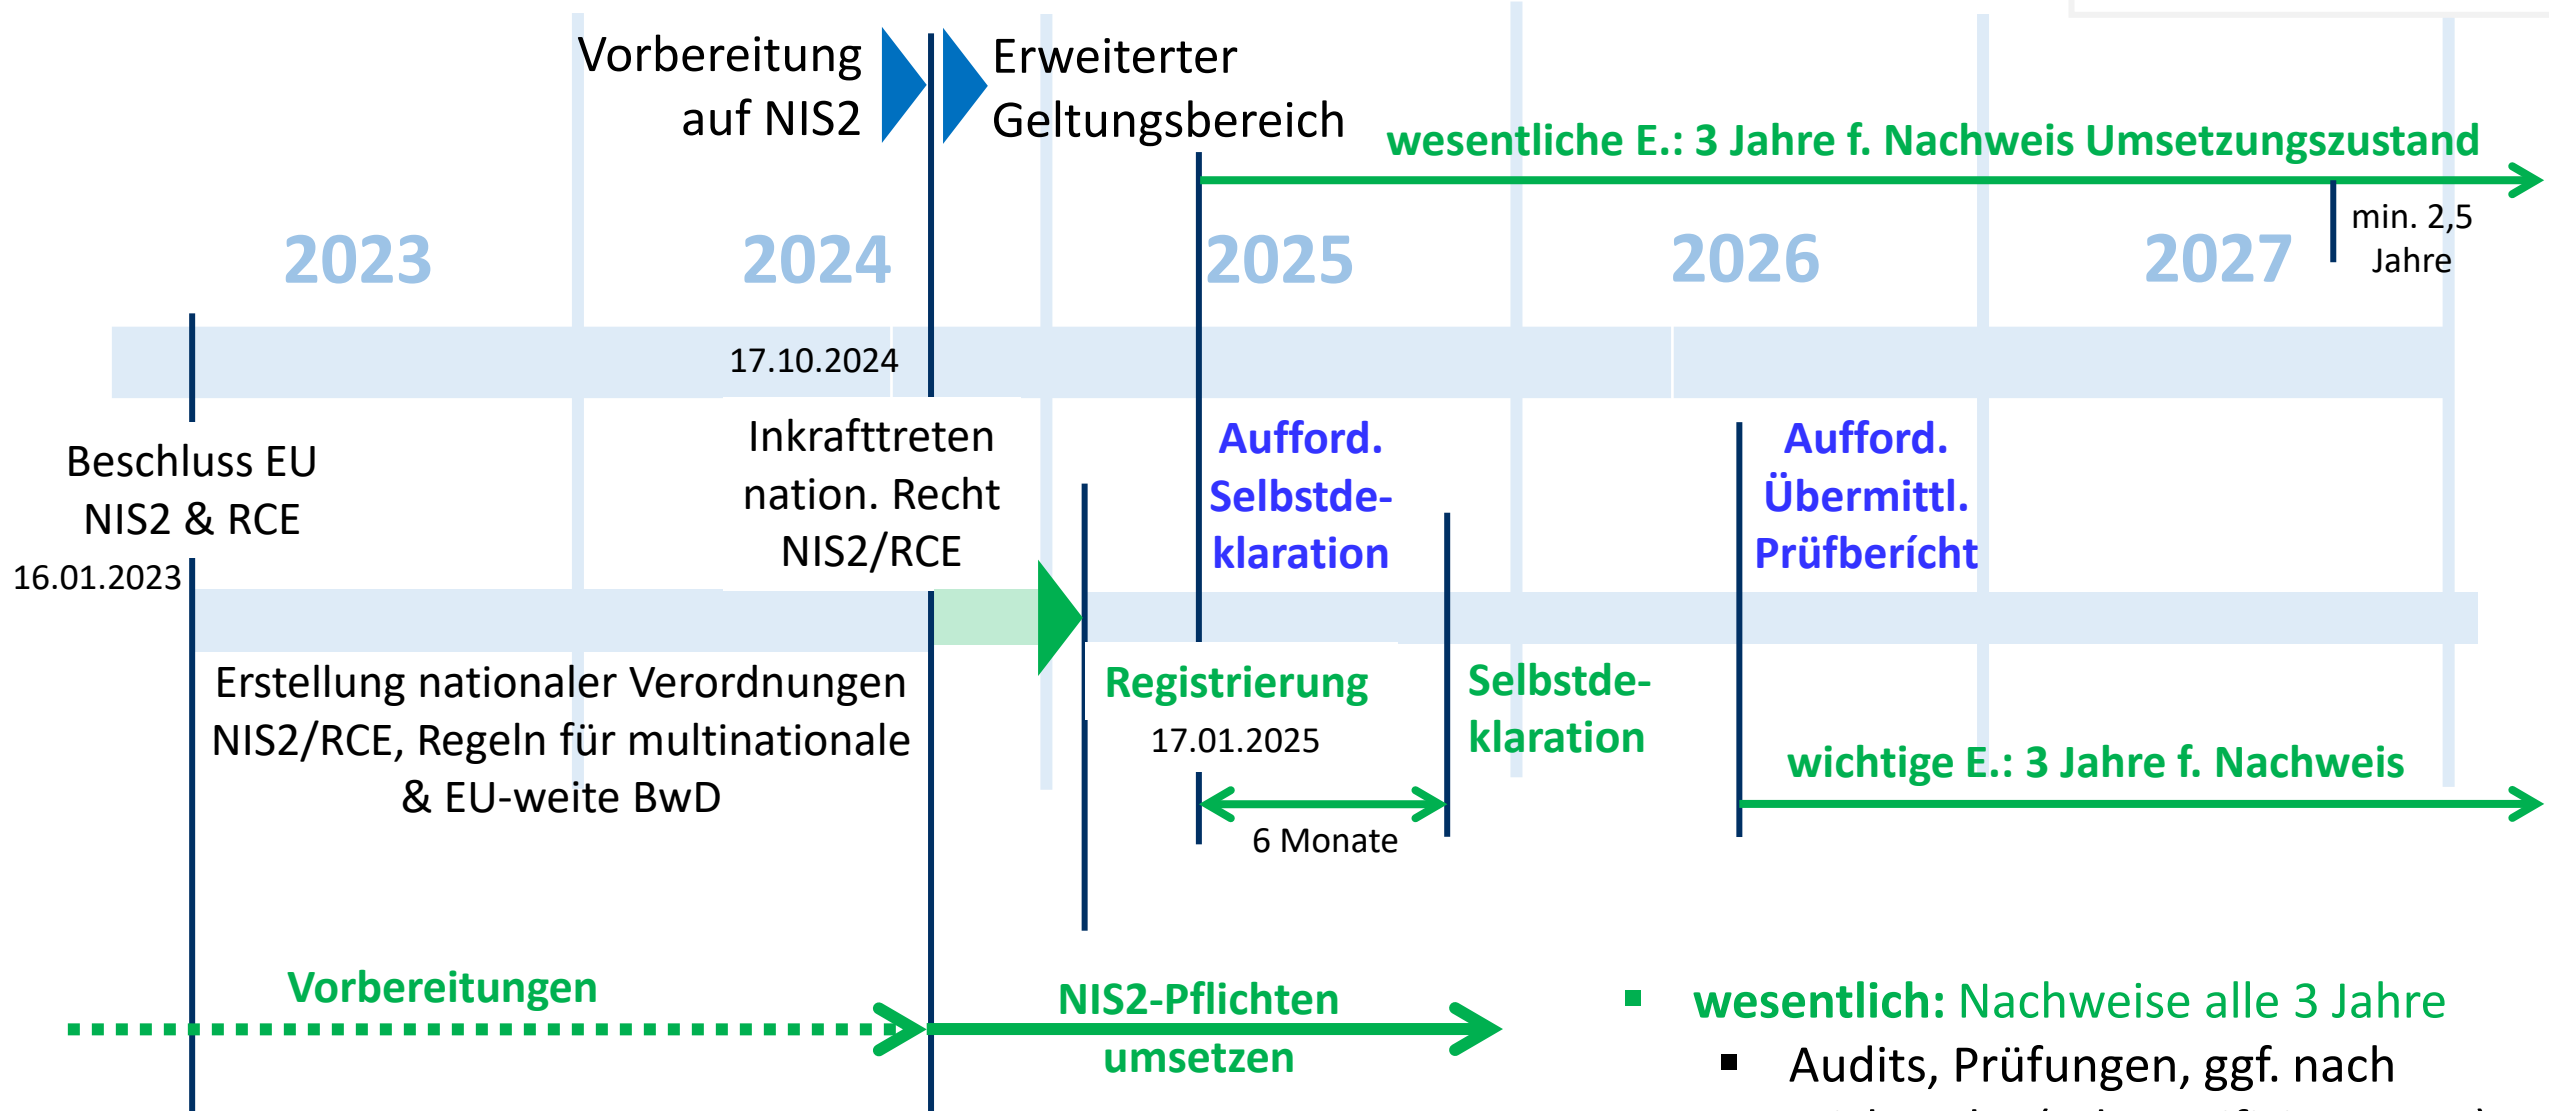 Vorbereitung
auf NIS2
Erweiterter
Geltungsbereich
wesentliche E.: 3 Jahre f. Nachweis Umsetzungszustand
min. 2,5
Jahre
2023
2024
2025
2026
2027
17.10.2024
Beschluss EU
NIS2 & RCE
16.01.2023
Inkrafttreten
nation. Recht
NIS2/RCE
Aufford.
Selbstde-
klaration
Aufford.
Übermittl.
Prüfberícht
Erstellung nationaler Verordnungen
NIS2/RCE, Regeln für multinationale
& EU-weite BwD
Registrierung
17.01.2025
6 Monate
Selbstde-
klaration
wichtige E.: 3 Jahre f. Nachweis
Vorbereitungen
NIS2-Pflichten
umsetzen
▪ wesentlich: Nachweise alle 3 Jahre
▪ Audits, Prüfungen, ggf. nach